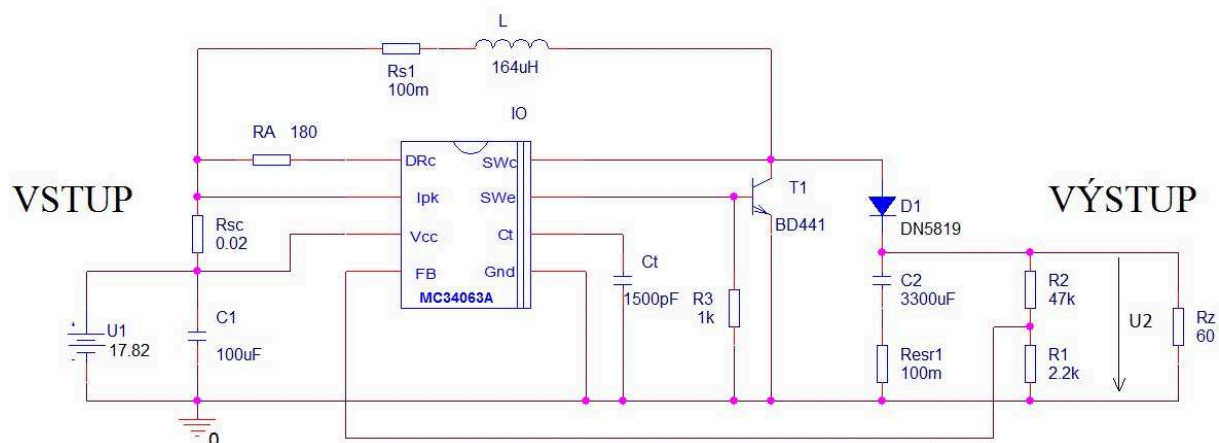 L
164uH
Rs1
100m
IO
RA 180
DRc
SWc
Ipk
SWe
Vcc
Ct
FB
Gnd
MC34063A
VSTUP
Rsc
0.02
U1
17.82
C1
100uF
0
Ct
1500pF
R3
1k
T1
BD441
D1
DN5819
VÝSTUP
C2
3300uF
Resr1
100m
R2
47k
R1
2.2k
U2
Rz
60